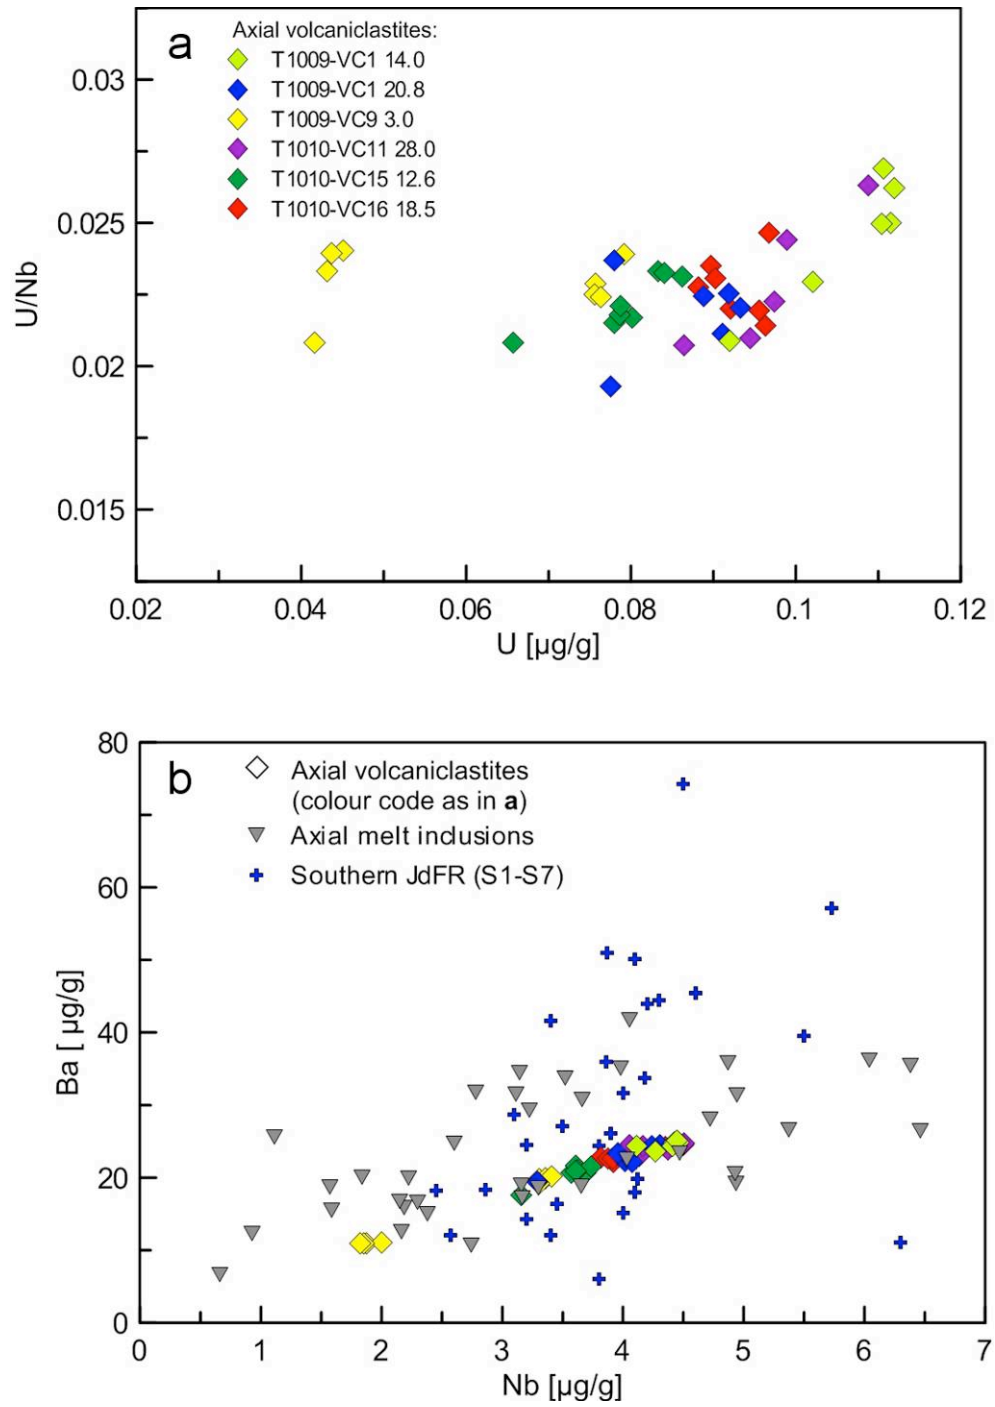 a
Axial volcaniclastites:
T1009-VC1 14.0
T1009-VC1 20.8
T1009-VC9 3.0
T1010-VC11 28.0
T1010-VC15 12.6
T1010-VC16 18.5
0.03
0.025
0.02
0.015
U/Nb
0.02 0.04 0.06 0.08 0.1 0.12
U [µg/g]
b
Axial volcaniclastites
(colour code as in a)
Axial melt indusions
Southern JdFR (S1-S7)
80
60
40
20
0
Ba [ µg/g]
0 1 2 3 4 5 6 7
Nb [µg/g]